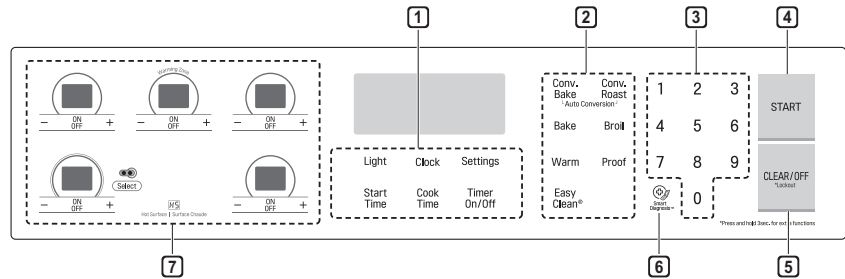 1
2
3
4
Warming Zone
- ON OFF +
- ON OFF +
- ON OFF +
Select
- ON OFF +
- ON OFF +
HS
Hot Surface | Surface Chaude
Light Clock Settings
Start Time
Cook Time
Timer On/Off
Conv. Bake
Conv. Roast
Auto Conversion
Bake Broil
Warm Proof
Easy Clean®
1 2 3
4 5 6
7 8 9
0
Smart Diagnosis™
START
CLEAR/OFF
*Lockout
*Press and hold 3sec. for extra functions
7
6
5